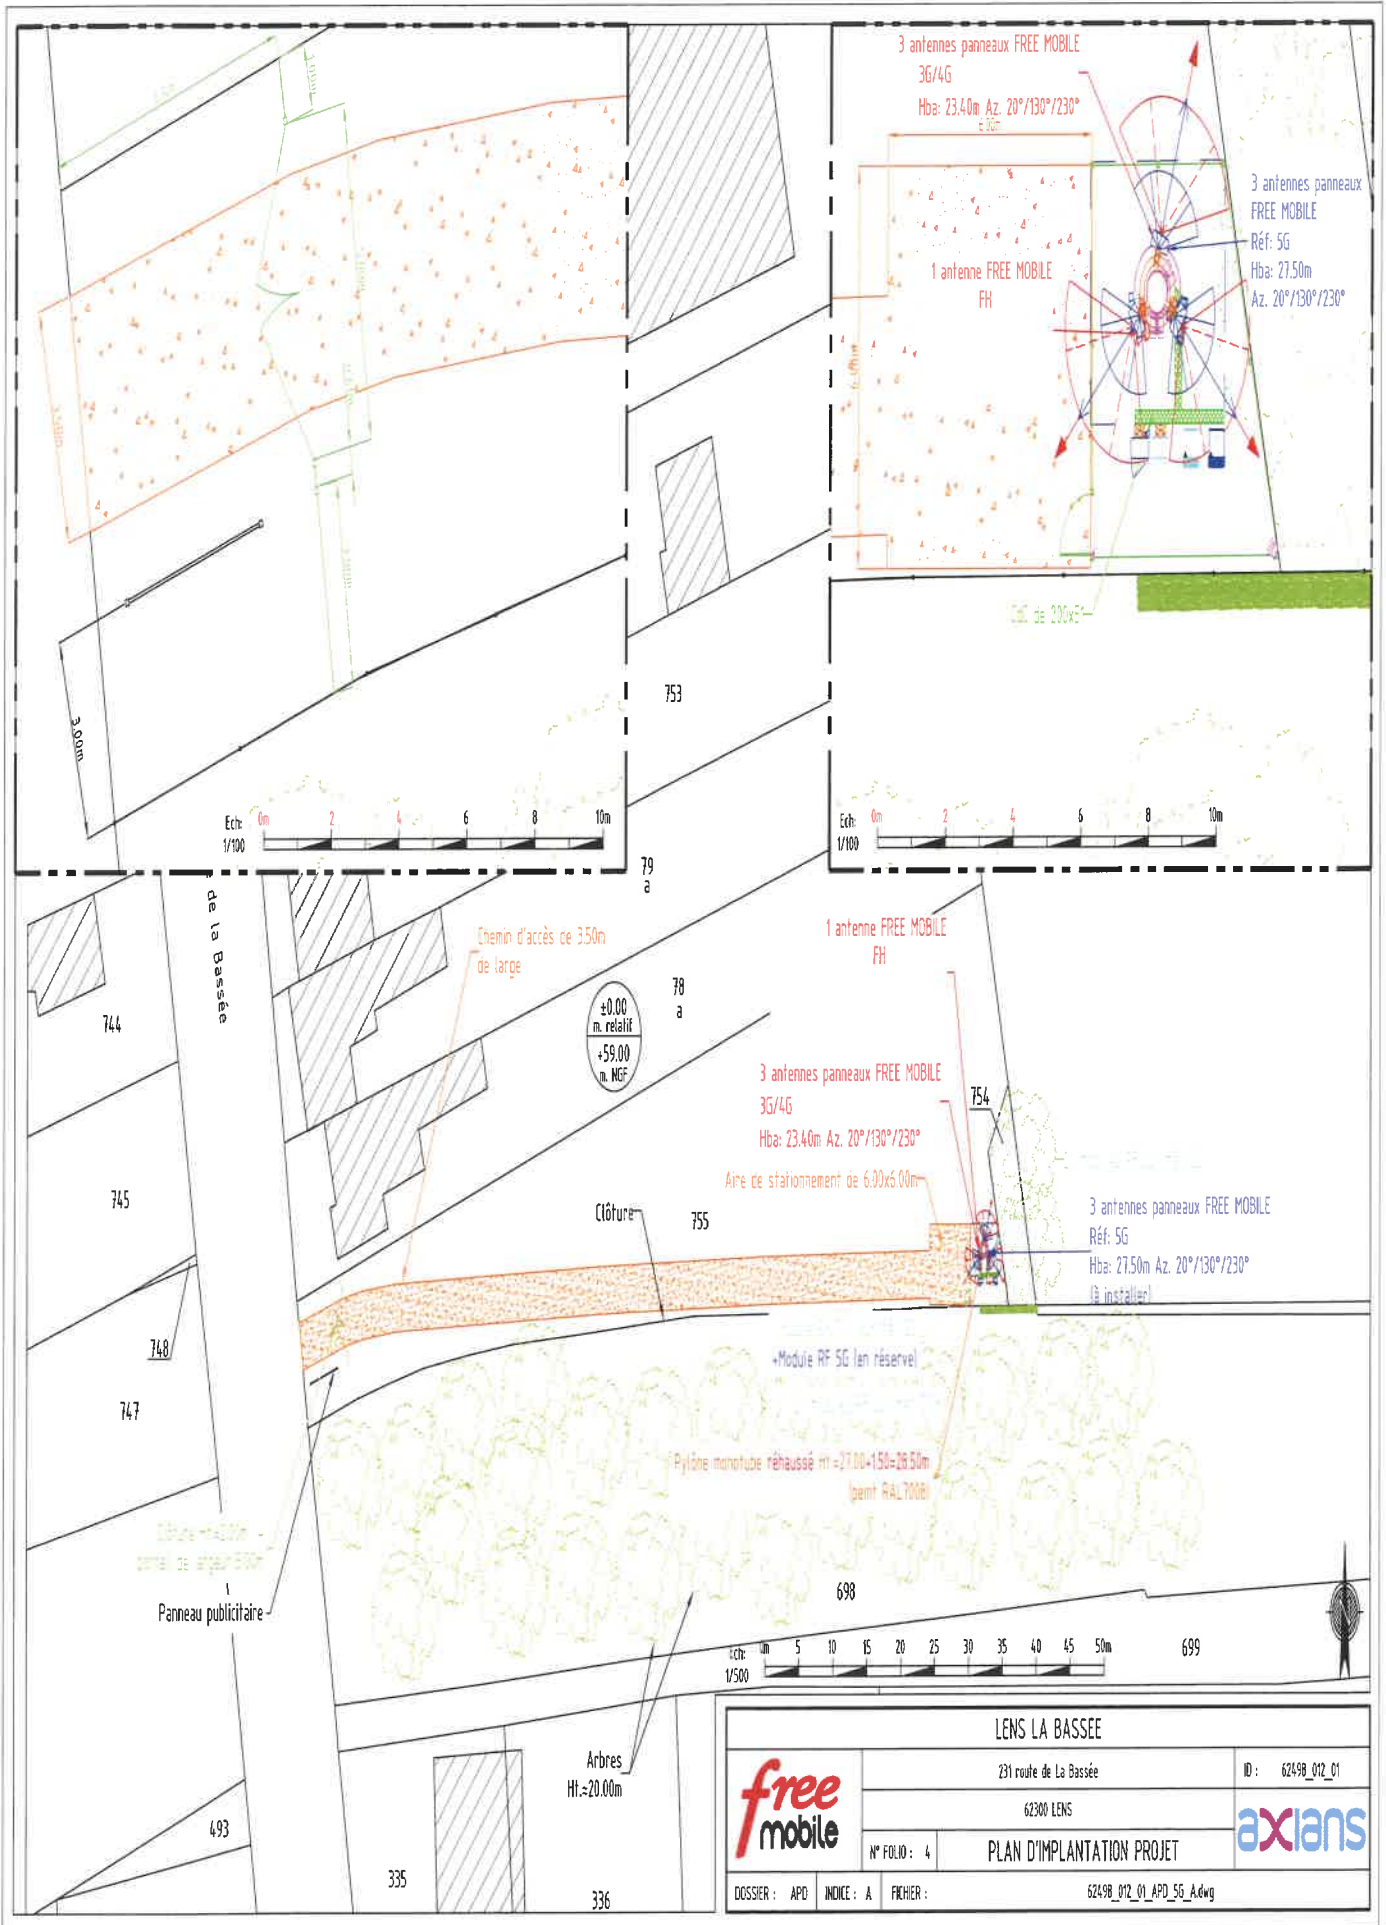 3 antennes panneaux FREE MOBILE
3G/4G
Hba: 23.40m Az. 20°/130°/230°
3 antennes panneaux
FREE MOBILE
Réf: 5G
Hba: 27.50m
Az. 20°/130°/230°
1 antenne FREE MOBILE
FH
de 200x
3.00m
753
Ech:
1/100
0m 2 4 6 8 10m
Ech:
1/100
0m 2 4 6 8 10m
79
a
de la Bassée
Chemin d'accès de 3.50m
de large
1 antenne FREE MOBILE
FH
78
a
±0.00
m. relatif
+59.00
m. NGF
744
3 antennes panneaux FREE MOBILE
3G/4G
Hba: 23.40m Az. 20°/130°/230°
754
Aire de stationnement de 6.00x6.00m
745
Clôture
755
3 antennes panneaux FREE MOBILE
Réf: 5G
Hba: 27.50m Az. 20°/130°/230°
(à installer)
748
+Module RF 5G (en réserve)
747
Pylône monotube réhaussé Ht.=27.00+1.50=28.50m
(peint RAL7008)
Panneau publicitaire
698
699
1/500
5 10 15 20 25 30 35 40 45 50m
Arbres
Ht.≈20.00m
493
335
336
LENS LA BASSEE
free
mobile
231 route de La Bassée
ID : 62498_012_01
62300 LENS
axians
N° FOLIO : 4
PLAN D'IMPLANTATION PROJET
DOSSIER : APD
INDICE : A
FICHIER :
62498_012_01_APD_5G_A.dwg